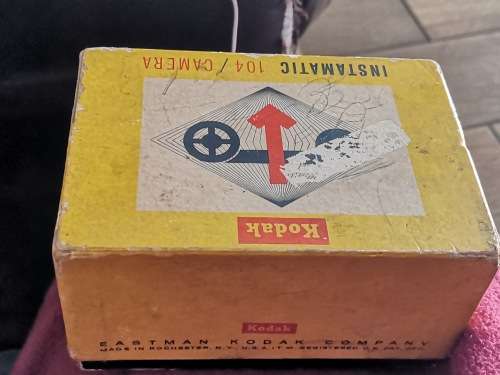 INSTAMATIC 104 / CAMERA
Kodak
Kodak
EASTMAN KODAK COMPANY
MADE IN ROCHESTER, N.Y., U.S.A.